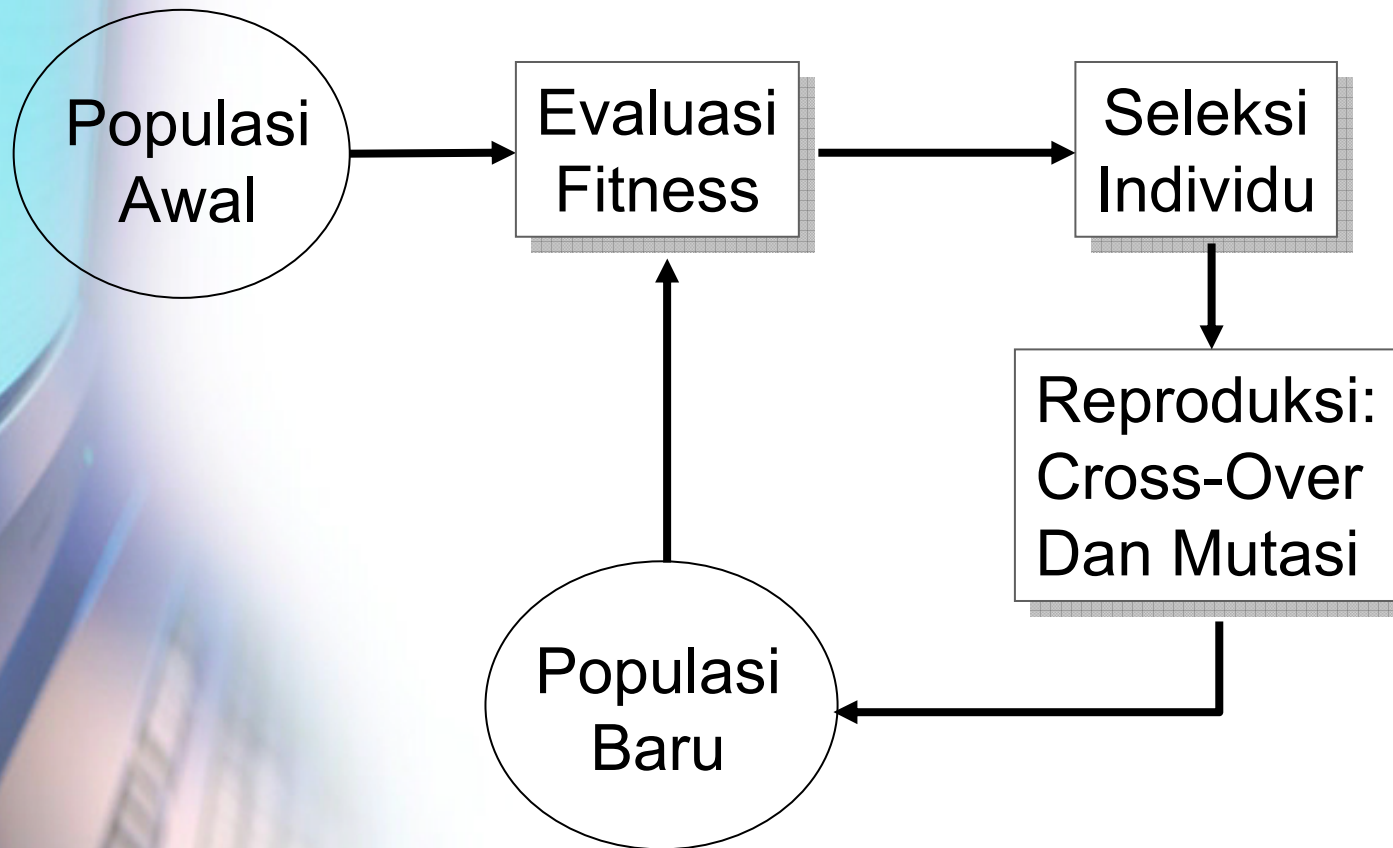 Populasi
Awal
Evaluasi
Fitness
Seleksi
Individu
Reproduksi:
Cross-Over
Dan Mutasi
Populasi
Baru